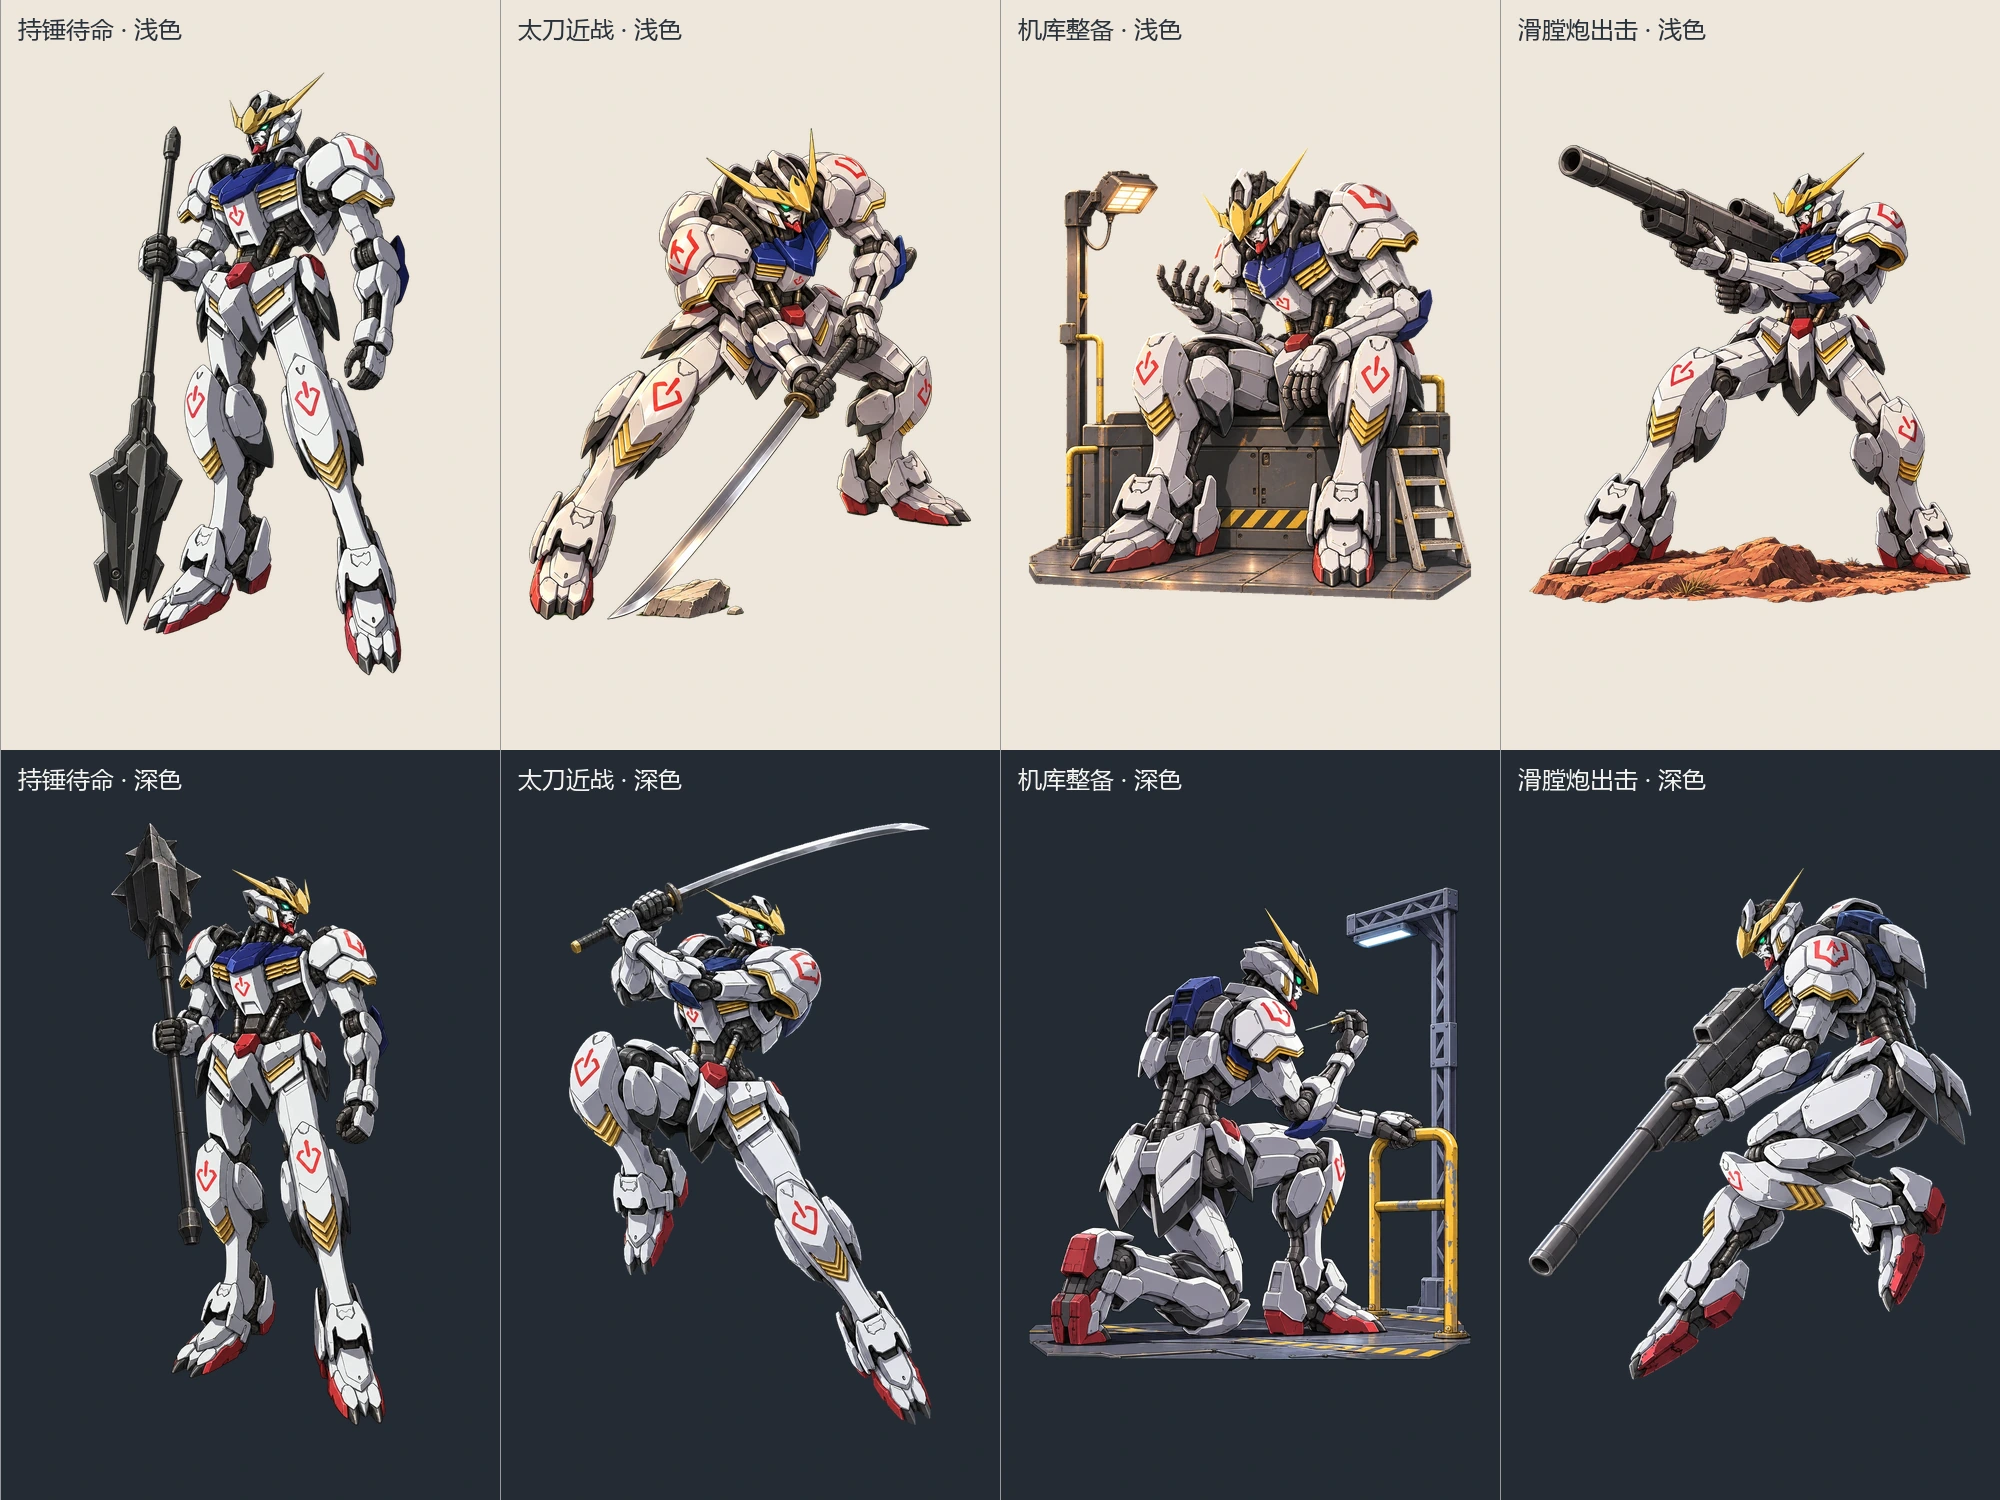 持锤待命 · 浅色
太刀近战 · 浅色
机库整备 · 浅色
滑膛炮出击 · 浅色
持锤待命 · 深色
太刀近战 · 深色
机库整备 · 深色
滑膛炮出击 · 深色